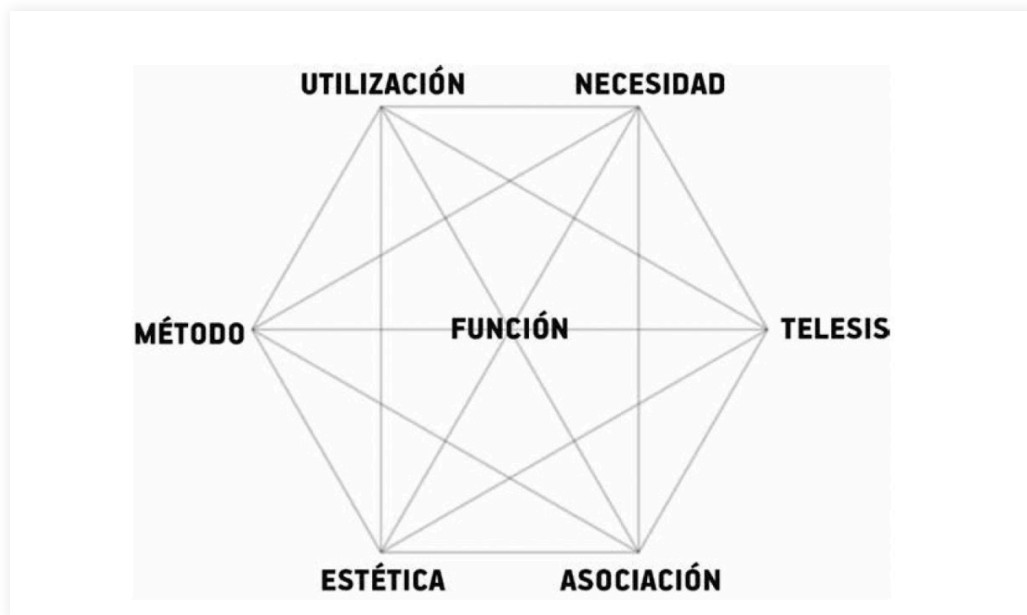 UTILIZACIÓN
NECESIDAD
MÉTODO
FUNCIÓN
TELESIS
ESTÉTICA
ASOCIACIÓN